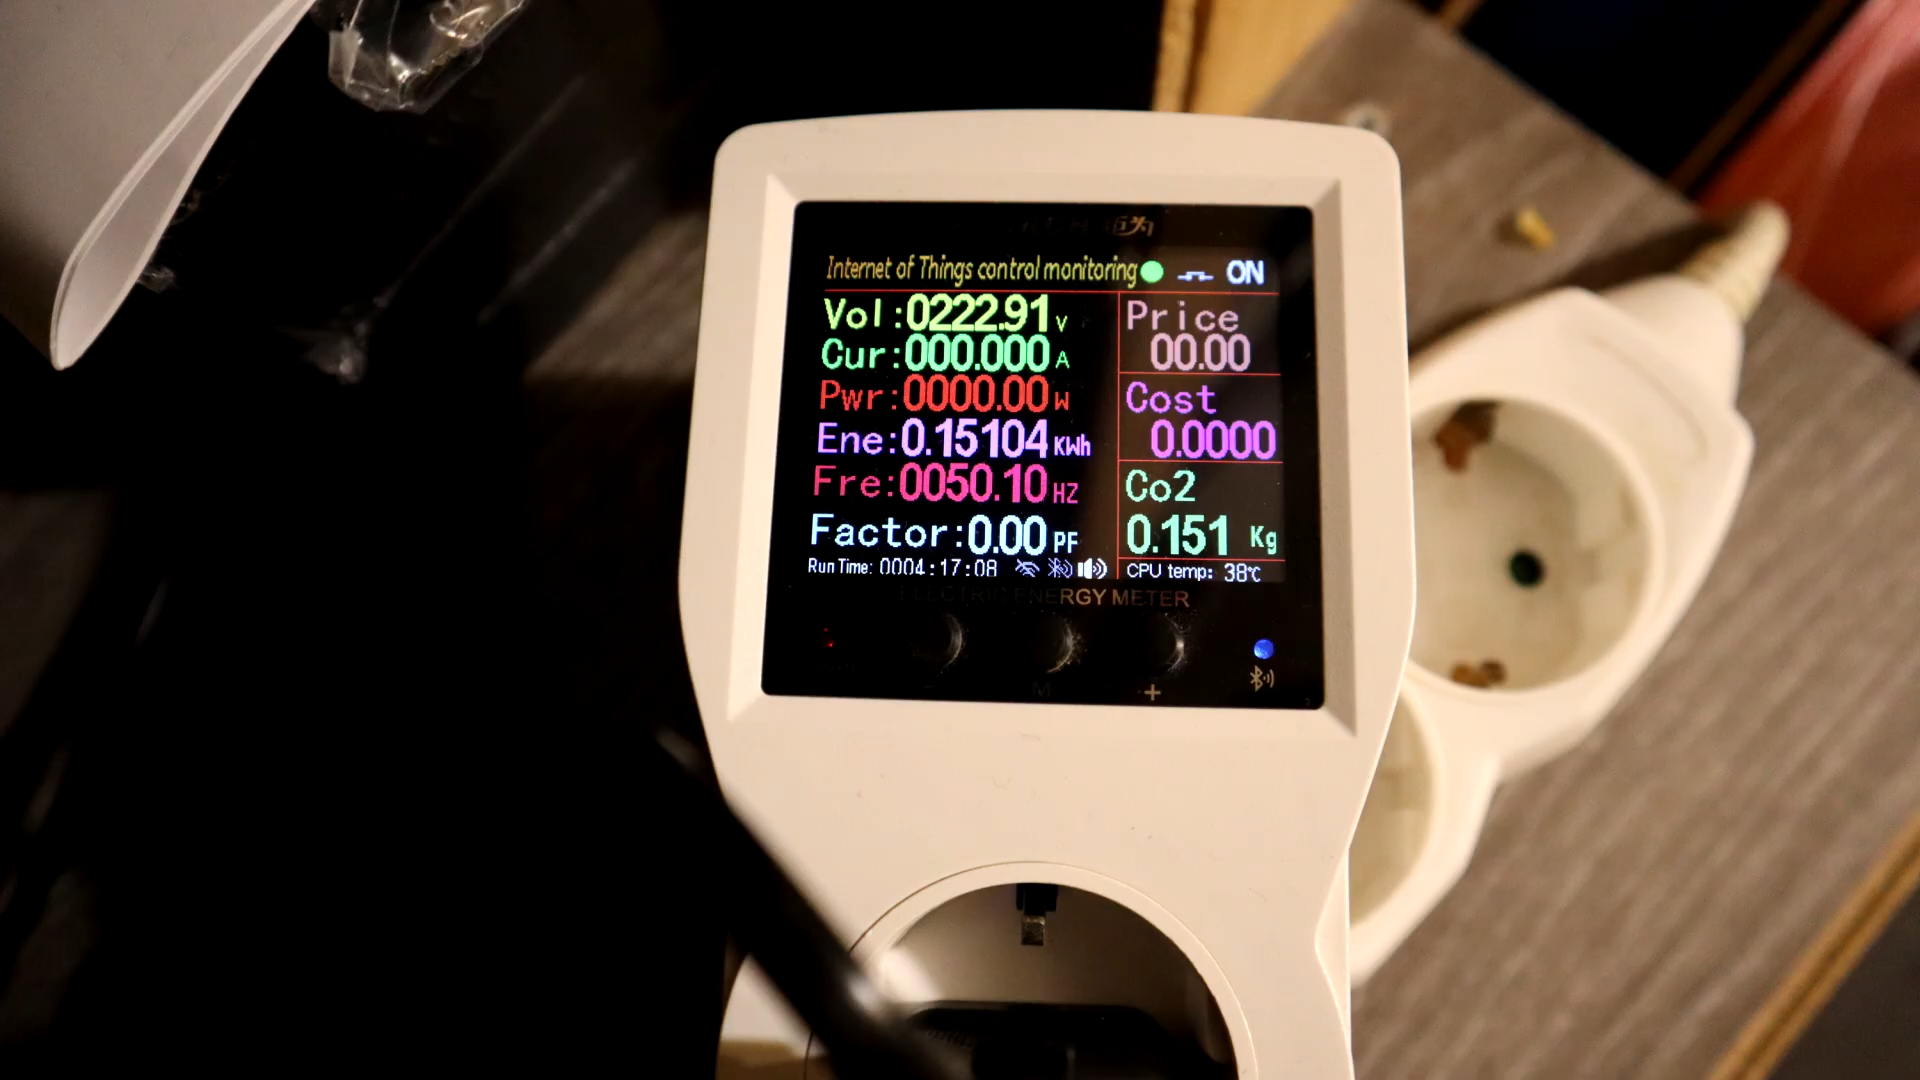 Internet of Things control monitoring ON
Vol:0222.91 V
Cur:000.000 A
Pwr:0000.00 W
Ene:0.15104 KWh
Fre:0050.10 HZ
Factor:0.00 PF
Run Time: 0004:17:08
Price
00.00
Cost
0.0000
Co2
0.151 Kg
CPU temp: 38℃
ELECTRIC ENERGY METER
M +